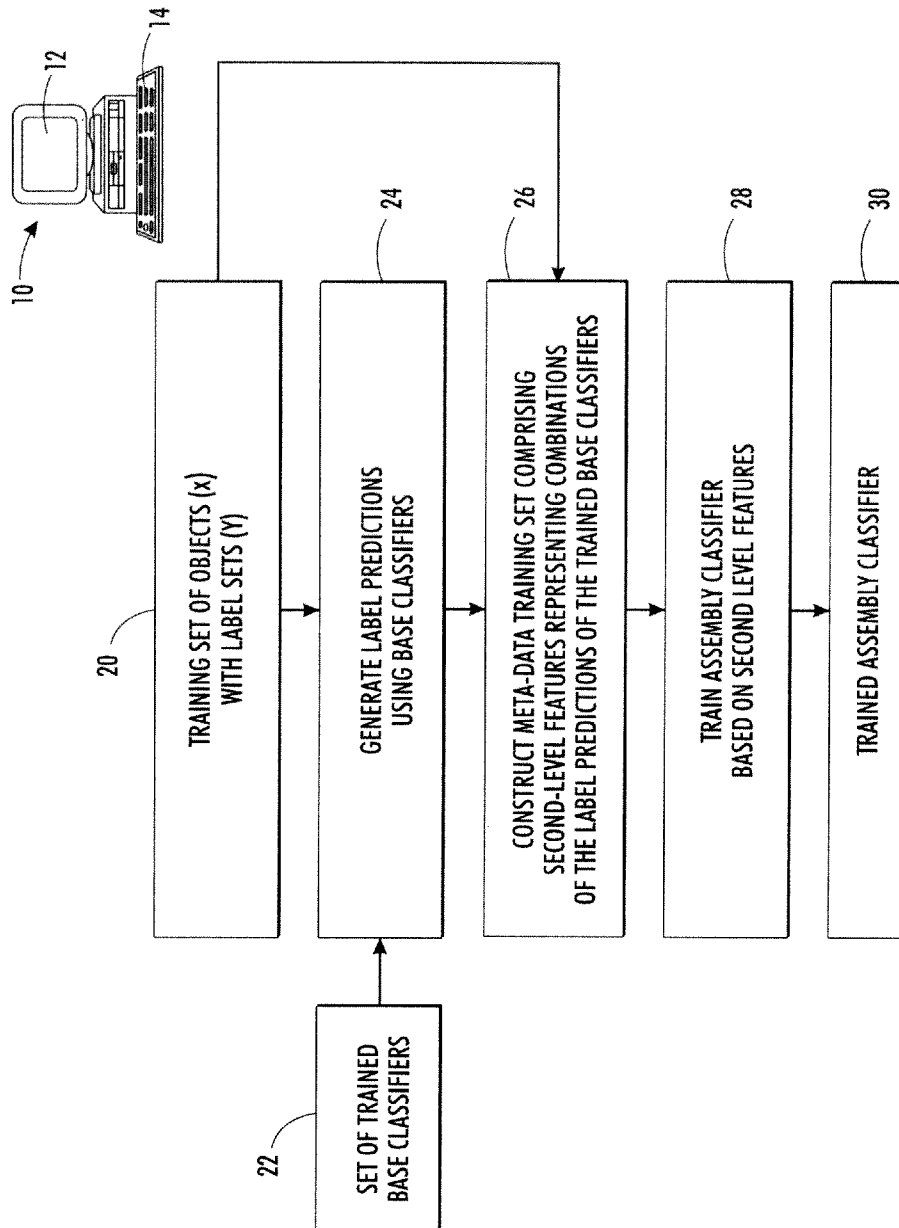 10
12
14
20
TRAINING SET OF OBJECTS (x)
WITH LABEL SETS (Y)
22
SET OF TRAINED
BASE CLASSIFIERS
24
GENERATE LABEL PREDICTIONS
USING BASE CLASSIFIERS
26
CONSTRUCT META-DATA TRAINING SET COMPRISING
SECOND-LEVEL FEATURES REPRESENTING COMBINATIONS
OF THE LABEL PREDICTIONS OF THE TRAINED BASE CLASSIFIERS
28
TRAIN ASSEMBLY CLASSIFIER
BASED ON SECOND LEVEL FEATURES
30
TRAINED ASSEMBLY CLASSIFIER